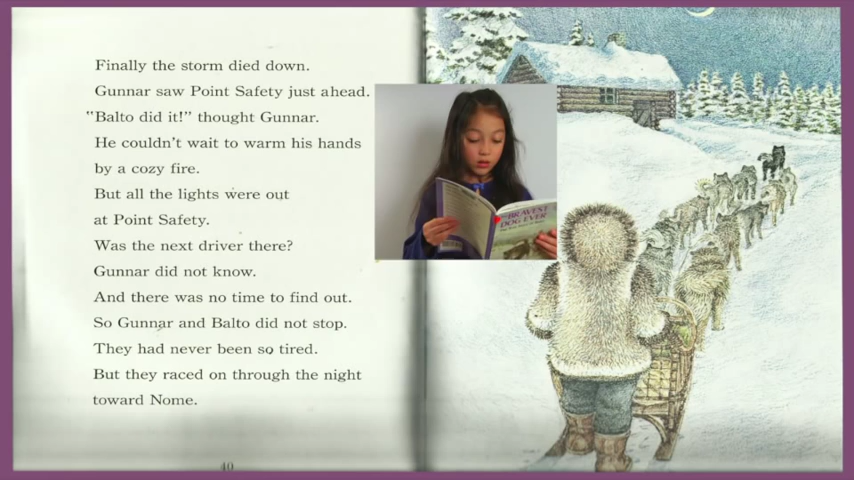 Finally the storm died down.
Gunnar saw Point Safety just ahead.
"Balto did it!" thought Gunnar.
He couldn't wait to warm his hands
by a cozy fire.
But all the lights were out
at Point Safety.
Was the next driver there?
Gunnar did not know.
And there was no time to find out.
So Gunnar and Balto did not stop.
They had never been so tired.
But they raced on through the night
toward Nome.
40
BRAVEST
DOG EVER